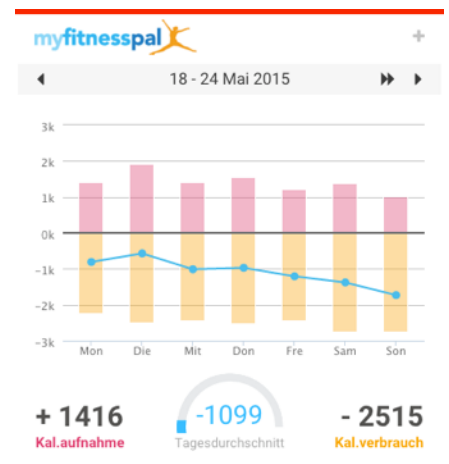 myfitnesspal
18 - 24 Mai 2015
3k
2k
1k
0k
-1k
-2k
-3k
Mon Die Mit Don Fre Sam Son
+ 1416 -1099 - 2515
Kal.aufnahme Tagesdurchschnitt Kal.verbrauch